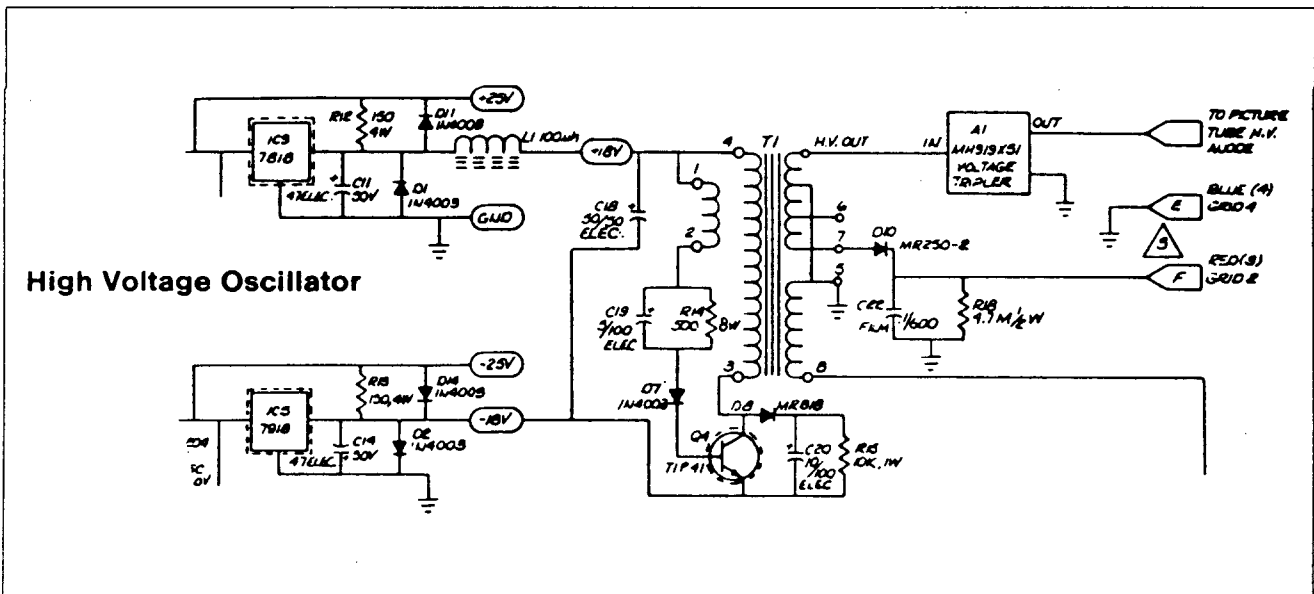 High Voltage Oscillator
+25V
R12 150
4W
D11
1N4003
IC3
7818
L1 100uh
+18V
C11
47ELEC. 50V
D1
1N4003
GND
C18
50/50
ELEC.
1
2
4
T1
H.V. OUT
IN
A1
VOLTAGE
TRIPLER
OUT
TO PICTURE
TUBE H.V.
ANODE
E
BLUE (4)
GRID 4
3
6
7
D10
MR250-2
5
F
RED(3)
GRID 2
C22
FILM 1/600
R18
4.7M 1/2W
C19
/100
ELEC
R14
500
8W
3
8
D7
1N4003
D8
MR818
Q4
TIP41
C20
10/100
ELEC
R15
10K, 1W
-25V
R13
150, 4W
D14
1N4003
IC5
7918
-18V
C14
47ELEC. 50V
D2
1N4003